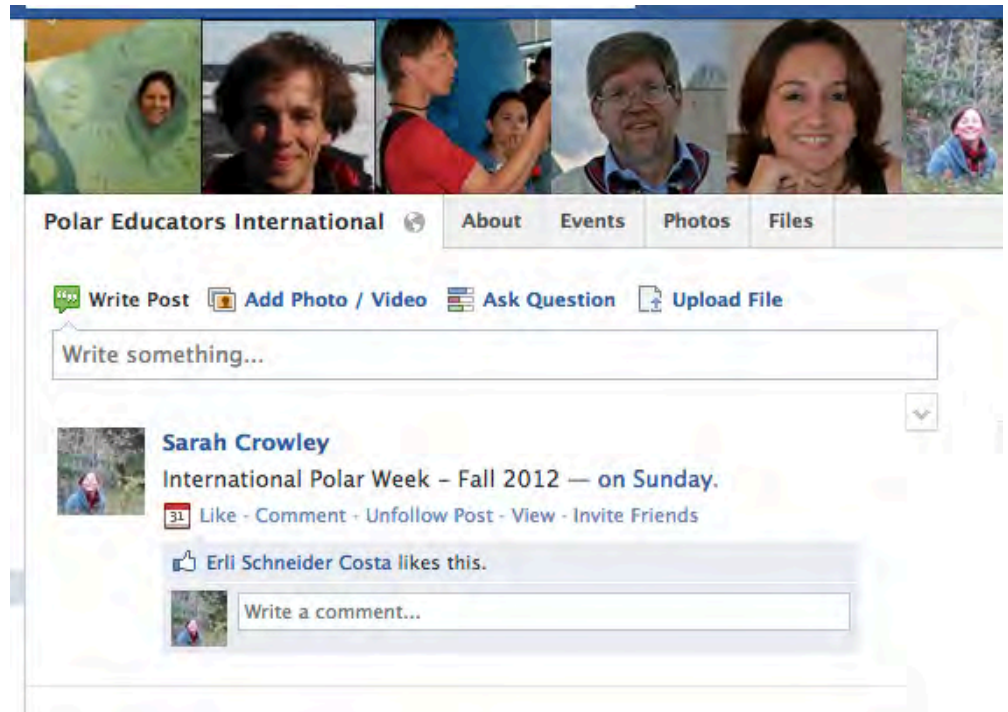 Polar Educators International About Events Photos Files
Write Post Add Photo / Video Ask Question Upload File
Write something...
Sarah Crowley
International Polar Week – Fall 2012 — on Sunday.
31 Like · Comment · Unfollow Post · View · Invite Friends
Erli Schneider Costa likes this.
Write a comment...